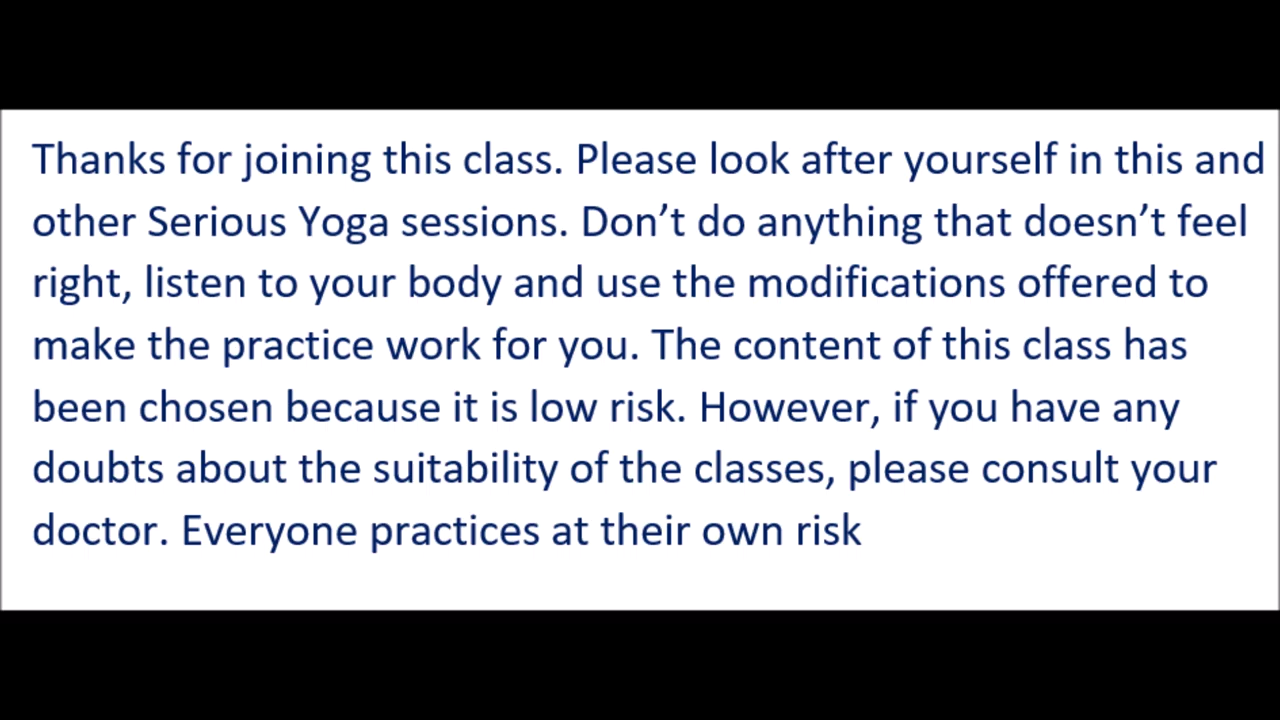 Thanks for joining this class. Please look after yourself in this and
other Serious Yoga sessions. Don’t do anything that doesn’t feel
right, listen to your body and use the modifications offered to
make the practice work for you. The content of this class has
been chosen because it is low risk. However, if you have any
doubts about the suitability of the classes, please consult your
doctor. Everyone practices at their own risk